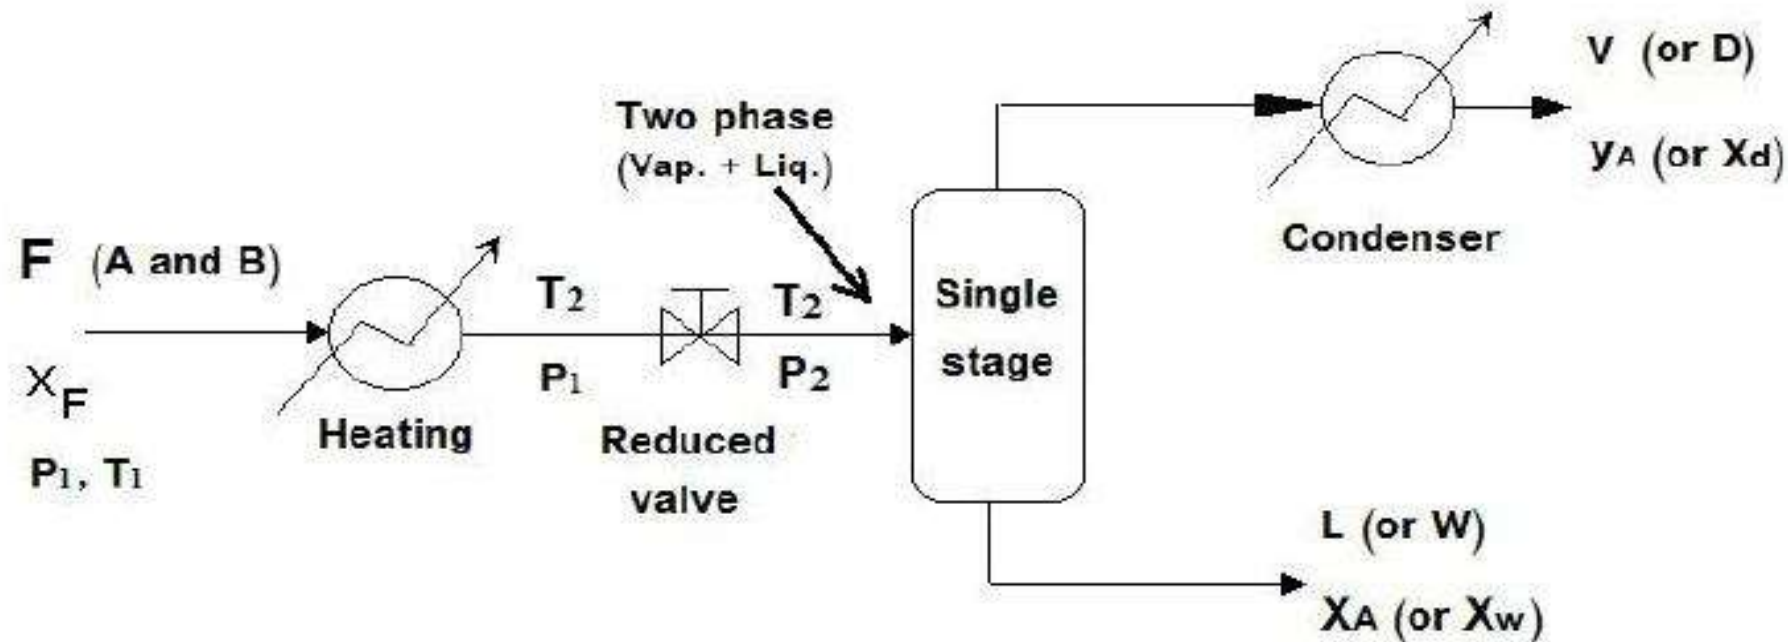 F (A and B)
XF
P1, T1
Heating
T2
P1
Reduced
valve
Two phase
(Vap. + Liq.)
T2
P2
Single
stage
Condenser
V (or D)
yA (or Xd)
L (or W)
XA (or Xw)